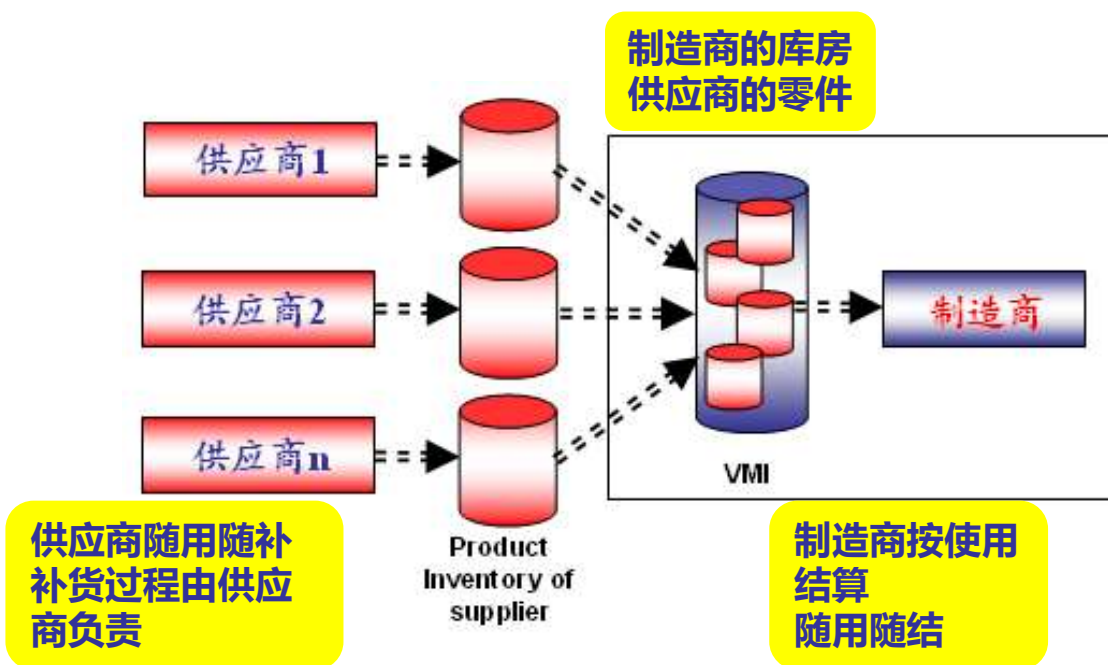 制造商的库房
供应商的零件
供应商1
供应商2
制造商
供应商n
VMI
供应商随用随补
补货过程由供应
商负责
Product
Inventory of
supplier
制造商按使用
结算
随用随结